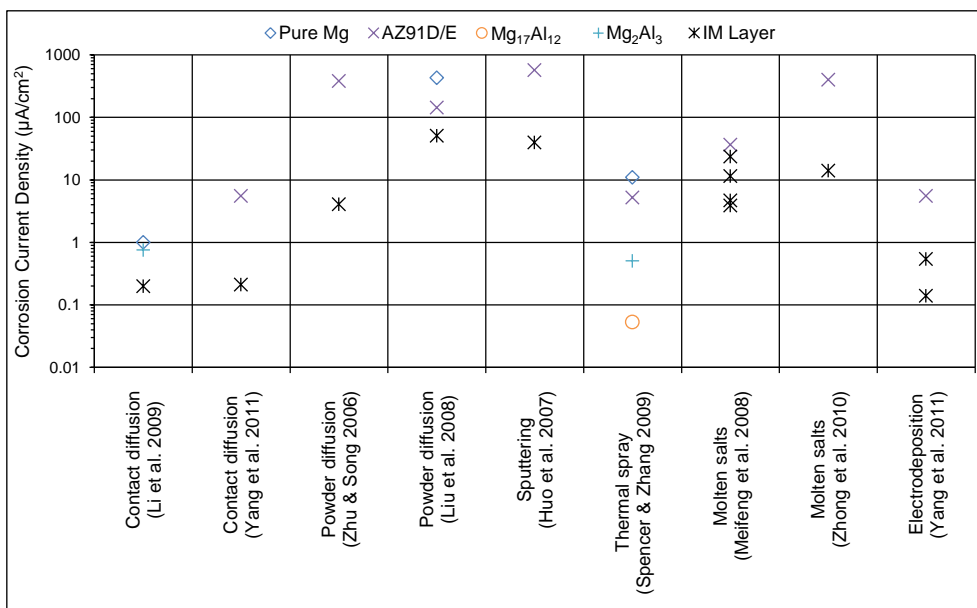 Pure Mg AZ91D/E Mg₁₇Al₁₂ Mg₂Al₃ IM Layer
Corrosion Current Density (µA/cm²)
1000
100
10
1
0.1
0.01
Contact diffusion
(Li et al. 2009)
Contact diffusion
(Yang et al. 2011)
Powder diffusion
(Zhu & Song 2006)
Powder diffusion
(Liu et al. 2008)
Sputtering
(Huo et al. 2007)
Thermal spray
(Spencer & Zhang 2009)
Molten salts
(Meifeng et al. 2008)
Molten salts
(Zhong et al. 2010)
Electrodeposition
(Yang et al. 2011)